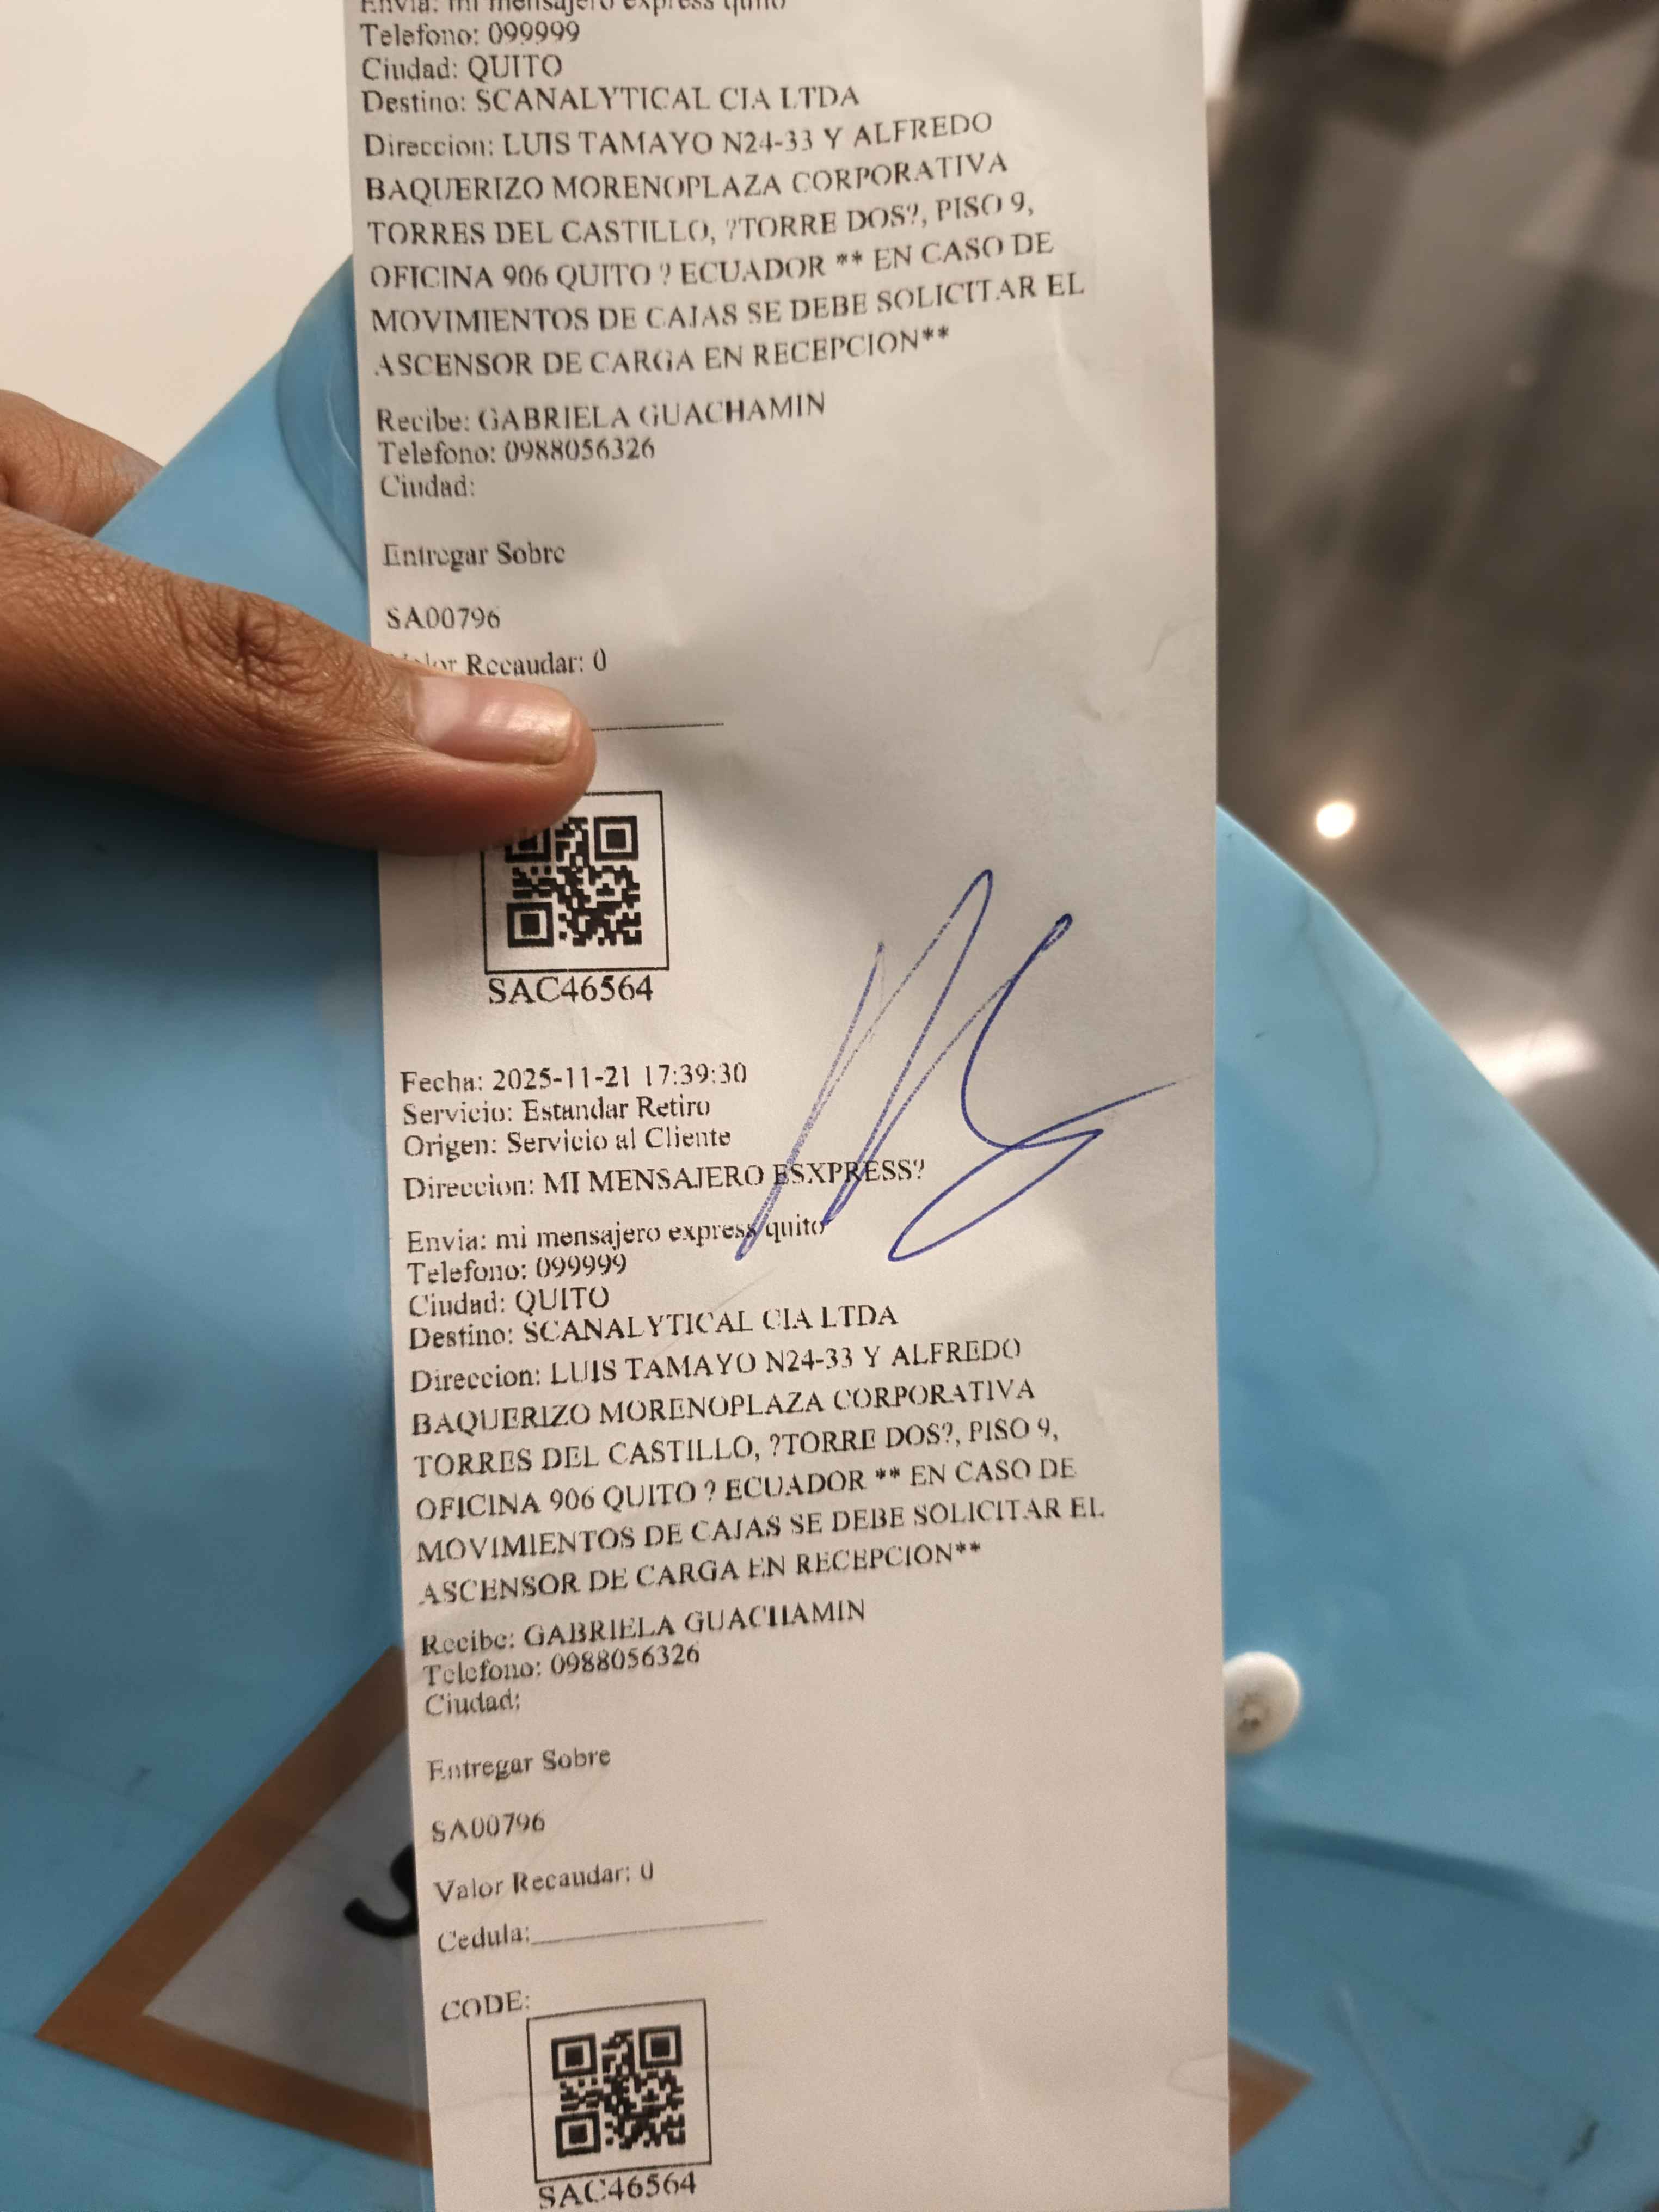 Envia: mi mensajero express quito
Telefono: 099999
Ciudad: QUITO
Destino: SCANALYTICAL CIA LTDA
Direccion: LUIS TAMAYO N24-33 Y ALFREDO
BAQUERIZO MORENOPLAZA CORPORATIVA
TORRES DEL CASTILLO, ?TORRE DOS?, PISO 9,
OFICINA 906 QUITO ? ECUADOR ** EN CASO DE
MOVIMIENTOS DE CAJAS SE DEBE SOLICITAR EL
ASCENSOR DE CARGA EN RECEPCION**
Recibe: GABRIELA GUACHAMIN
Telefono: 0988056326
Ciudad:
Entregar Sobre
SA00796
Valor Recaudar: 0
SAC46564
Fecha: 2025-11-21 17:39:30
Servicio: Estandar Retiro
Origen: Servicio al Cliente
Direccion: MI MENSAJERO ESXPRESS?
Envia: mi mensajero express quito
Telefono: 099999
Ciudad: QUITO
Destino: SCANALYTICAL CIA LTDA
Direccion: LUIS TAMAYO N24-33 Y ALFREDO
BAQUERIZO MORENOPLAZA CORPORATIVA
TORRES DEL CASTILLO, ?TORRE DOS?, PISO 9,
OFICINA 906 QUITO ? ECUADOR ** EN CASO DE
MOVIMIENTOS DE CAJAS SE DEBE SOLICITAR EL
ASCENSOR DE CARGA EN RECEPCION**
Recibe: GABRIELA GUACHAMIN
Telefono: 0988056326
Ciudad:
Entregar Sobre
SA00796
Valor Recaudar: 0
Cedula:
CODE:
SAC46564